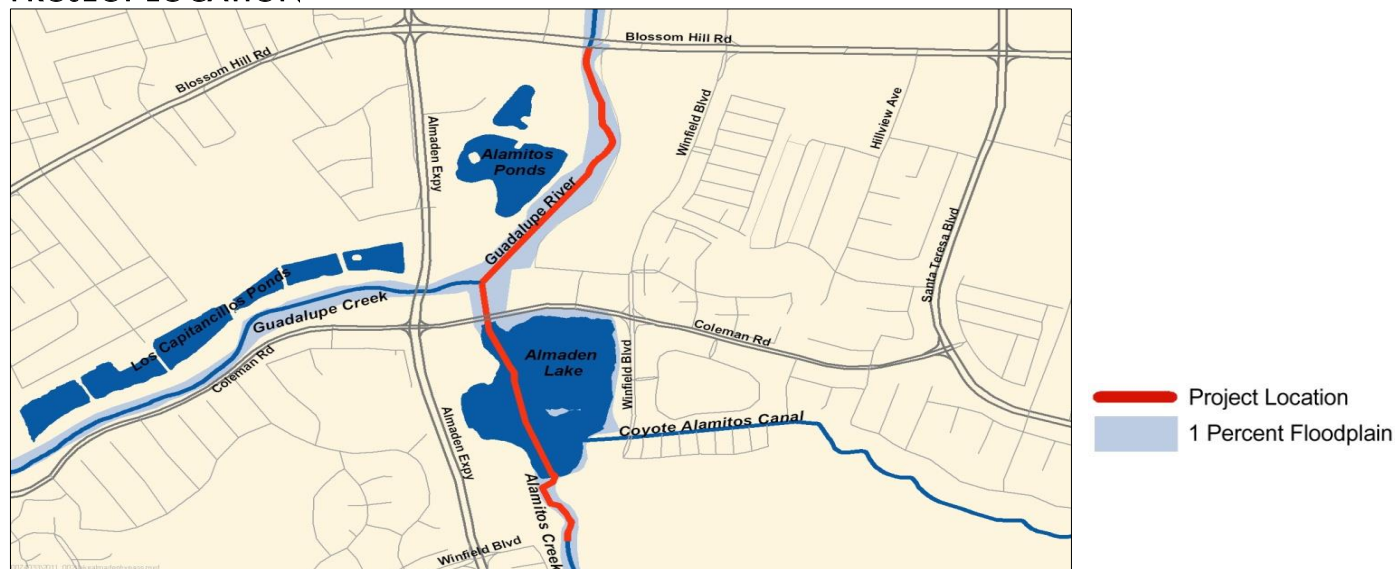 PROJECT LOCATION
Blossom Hill Rd
Blossom Hill Rd
Almaden Expy
Alamitos
Ponds
Winfield Blvd
Hillview Ave
Guadalupe River
Santa Teresa Blvd
Los Capitancillos Ponds
Guadalupe Creek
Coleman Rd
Coleman Rd
Almaden
Lake
Winfield Blvd
Project Location
1 Percent Floodplain
Almaden Expy
Coyote Alamitos Canal
Alamitos Creek
Winfield Blvd